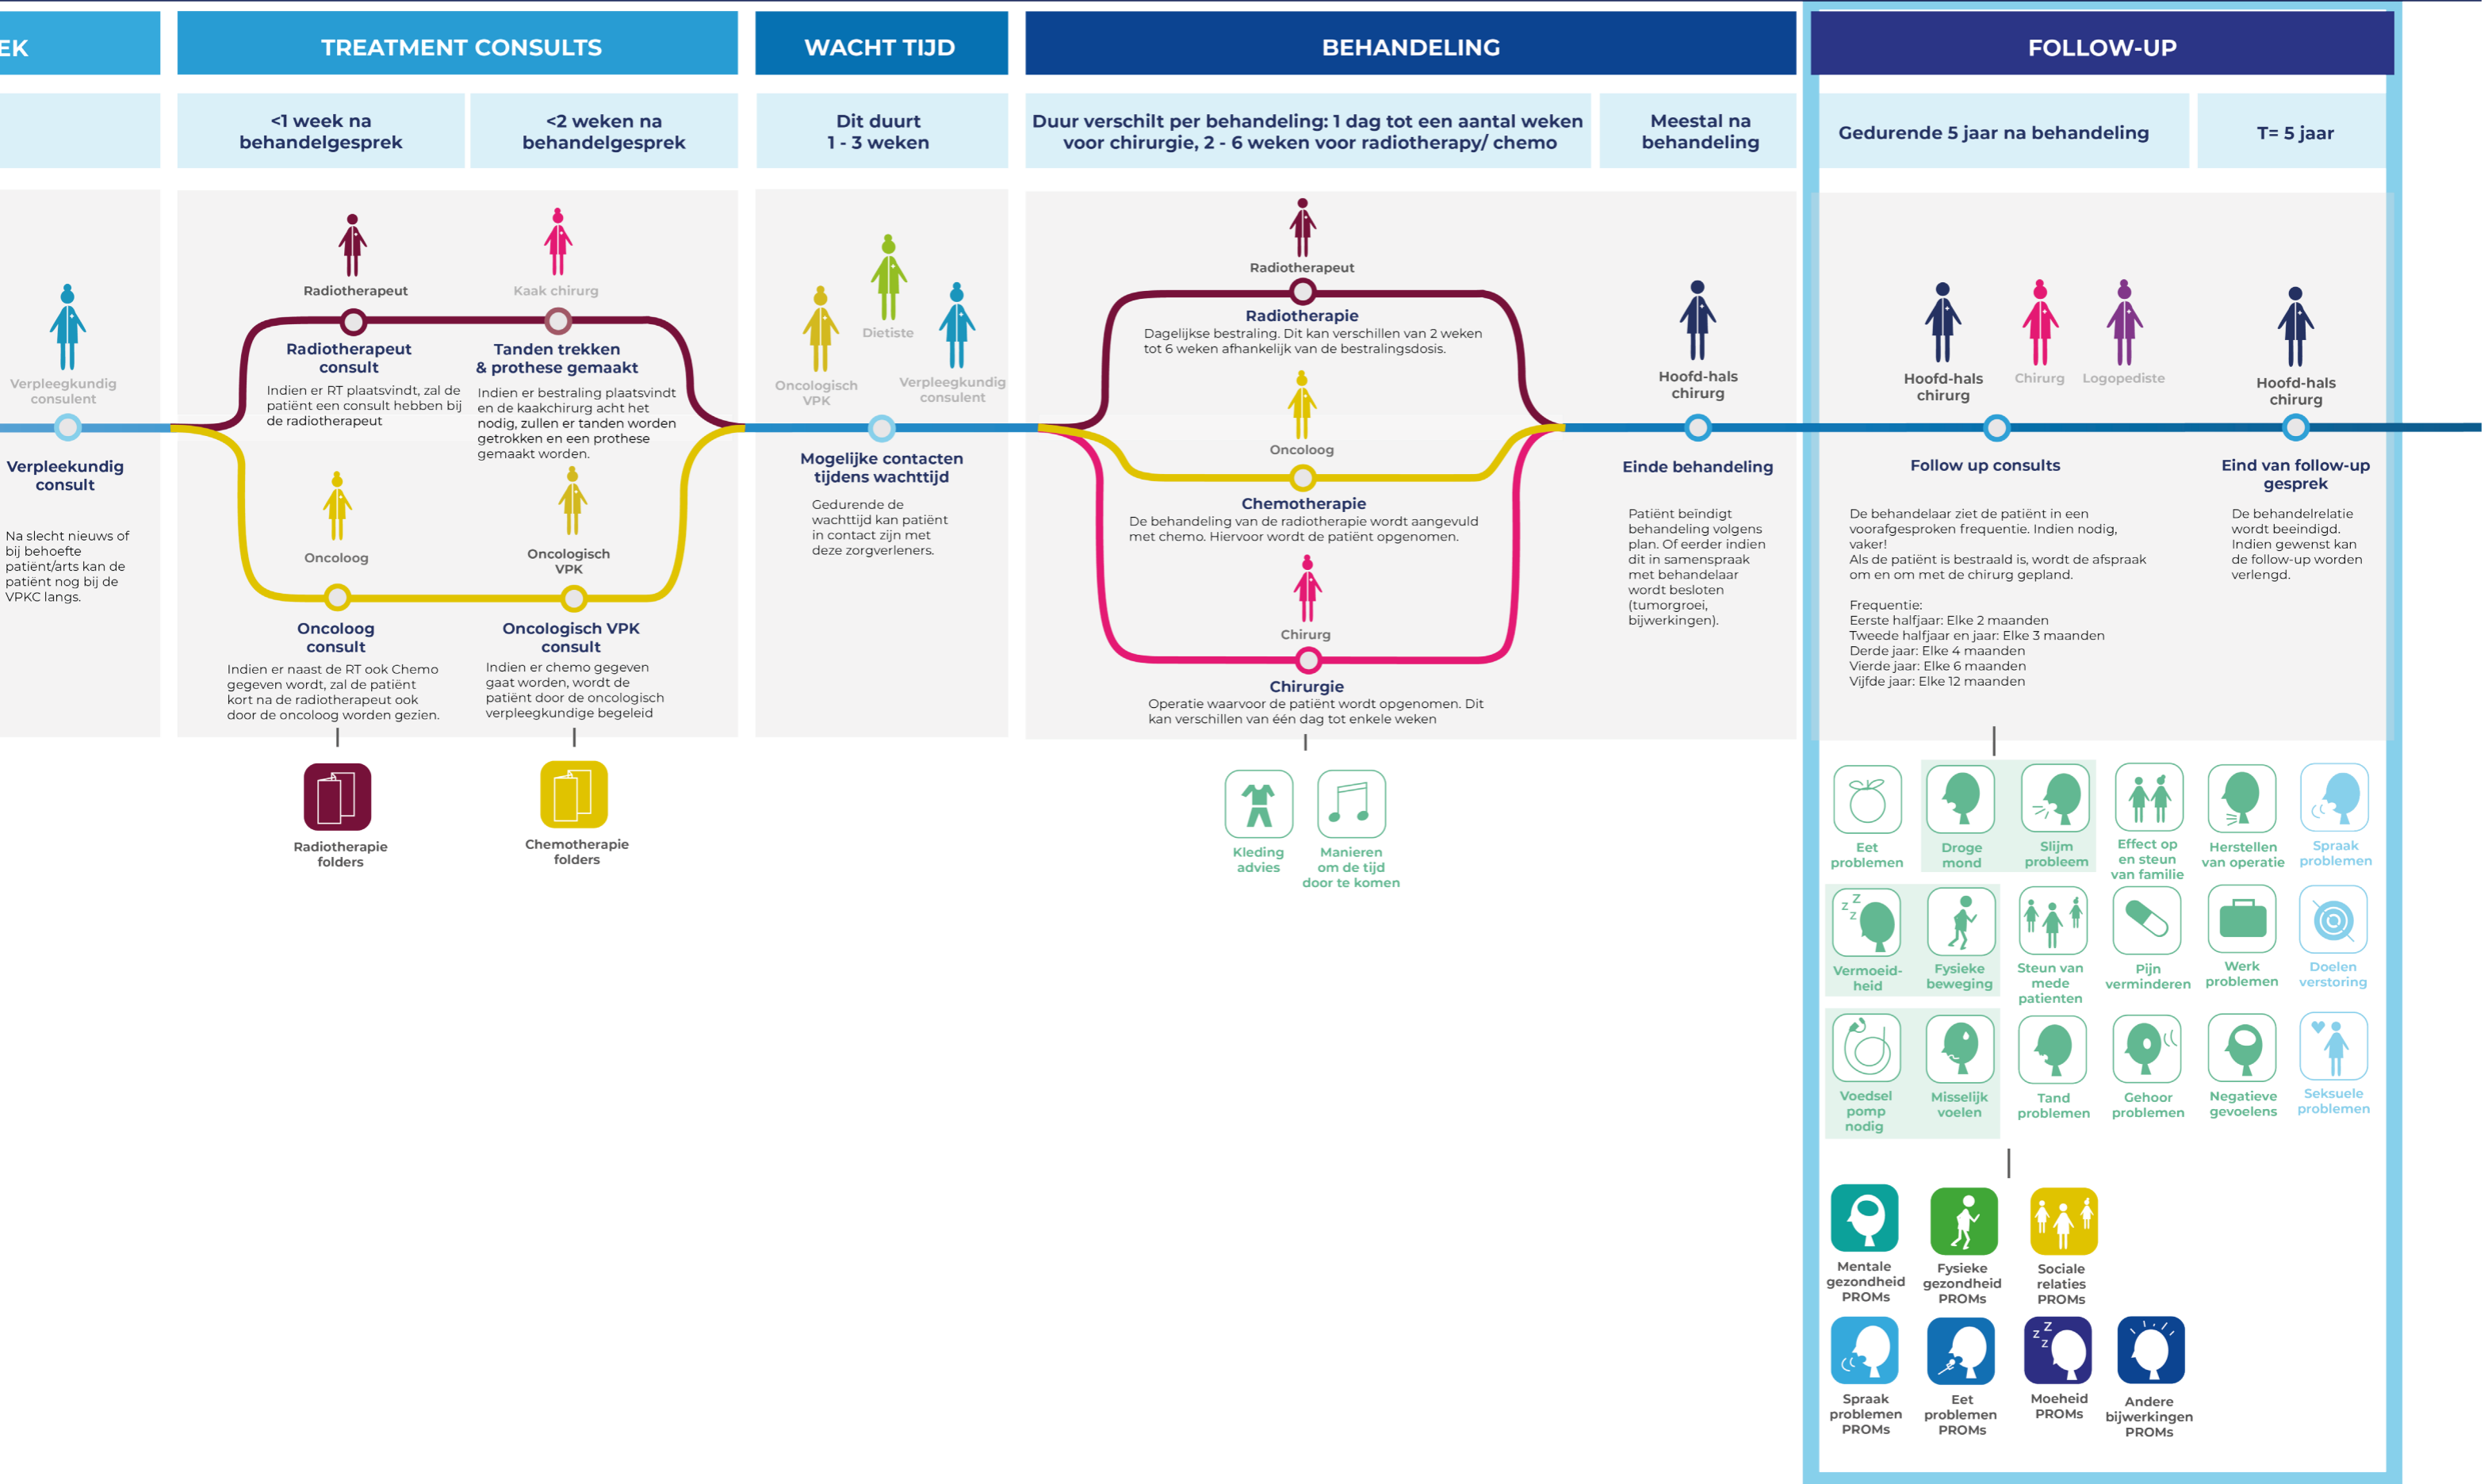 EK
TREATMENT CONSULTS
WACHT TIJD
BEHANDELING
FOLLOW-UP
<1 week na
behandelgesprek
<2 weken na
behandelgesprek
Dit duurt
1 - 3 weken
Duur verschilt per behandeling: 1 dag tot een aantal weken
voor chirurgie, 2 - 6 weken voor radiotherapy/ chemo
Meestal na
behandeling
Gedurende 5 jaar na behandeling
T= 5 jaar
Verpleegkundig
consulent
Verpleekundig
consult
Na slecht nieuws of
bij behoefte
patiënt/arts kan de
patiënt nog bij de
VPKC langs.
Radiotherapeut
Radiotherapeut
consult
Indien er RT plaatsvindt, zal de
patiënt een consult hebben bij
de radiotherapeut
Kaak chirurg
Tanden trekken
& prothese gemaakt
Indien er bestraling plaatsvindt
en de kaakchirurg acht het
nodig, zullen er tanden worden
getrokken en een prothese
gemaakt worden.
Oncoloog
Oncoloog
consult
Indien er naast de RT ook Chemo
gegeven wordt, zal de patiënt
kort na de radiotherapeut ook
door de oncoloog worden gezien.
Oncologisch
VPK
Oncologisch VPK
consult
Indien er chemo gegeven
gaat worden, wordt de
patiënt door de oncologisch
verpleegkundige begeleid
Radiotherapie
folders
Chemotherapie
folders
Oncologisch
VPK
Dietiste
Verpleegkundig
consulent
Mogelijke contacten
tijdens wachttijd
Gedurende de
wachttijd kan patiënt
in contact zijn met
deze zorgverleners.
Radiotherapeut
Radiotherapie
Dagelijkse bestraling. Dit kan verschillen van 2 weken
tot 6 weken afhankelijk van de bestralingsdosis.
Oncoloog
Chemotherapie
De behandeling van de radiotherapie wordt aangevuld
met chemo. Hiervoor wordt de patiënt opgenomen.
Chirurg
Chirurgie
Operatie waarvoor de patiënt wordt opgenomen. Dit
kan verschillen van één dag tot enkele weken
Kleding
advies
Manieren
om de tijd
door te komen
Hoofd-hals
chirurg
Einde behandeling
Patiënt beïndigt
behandeling volgens
plan. Of eerder indien
dit in samenspraak
met behandelaar
wordt besloten
(tumorgroei,
bijwerkingen).
Hoofd-hals
chirurg
Chirurg
Logopediste
Follow up consults
De behandelaar ziet de patiënt in een
voorafgesproken frequentie. Indien nodig,
vaker!
Als de patiënt is bestraald is, wordt de afspraak
om en om met de chirurg gepland.
Frequentie:
Eerste halfjaar: Elke 2 maanden
Tweede halfjaar en jaar: Elke 3 maanden
Derde jaar: Elke 4 maanden
Vierde jaar: Elke 6 maanden
Vijfde jaar: Elke 12 maanden
Hoofd-hals
chirurg
Eind van follow-up
gesprek
De behandelrelatie
wordt beeindigd.
Indien gewenst kan
de follow-up worden
verlengd.
Eet
problemen
Droge
mond
Slijm
probleem
Effect op
en steun
van familie
Herstellen
van operatie
Spraak
problemen
z z z
Vermoeid-
heid
Fysieke
beweging
Steun van
mede
patienten
Pijn
verminderen
Werk
problemen
Doelen
verstoring
Voedsel
pomp
nodig
Misselijk
voelen
Tand
problemen
Gehoor
problemen
Negatieve
gevoelens
Seksuele
problemen
Mentale
gezondheid
PROMs
Fysieke
gezondheid
PROMs
Sociale
relaties
PROMs
Spraak
problemen
PROMs
Eet
problemen
PROMs
z z z
Moeheid
PROMs
Andere
bijwerkingen
PROMs